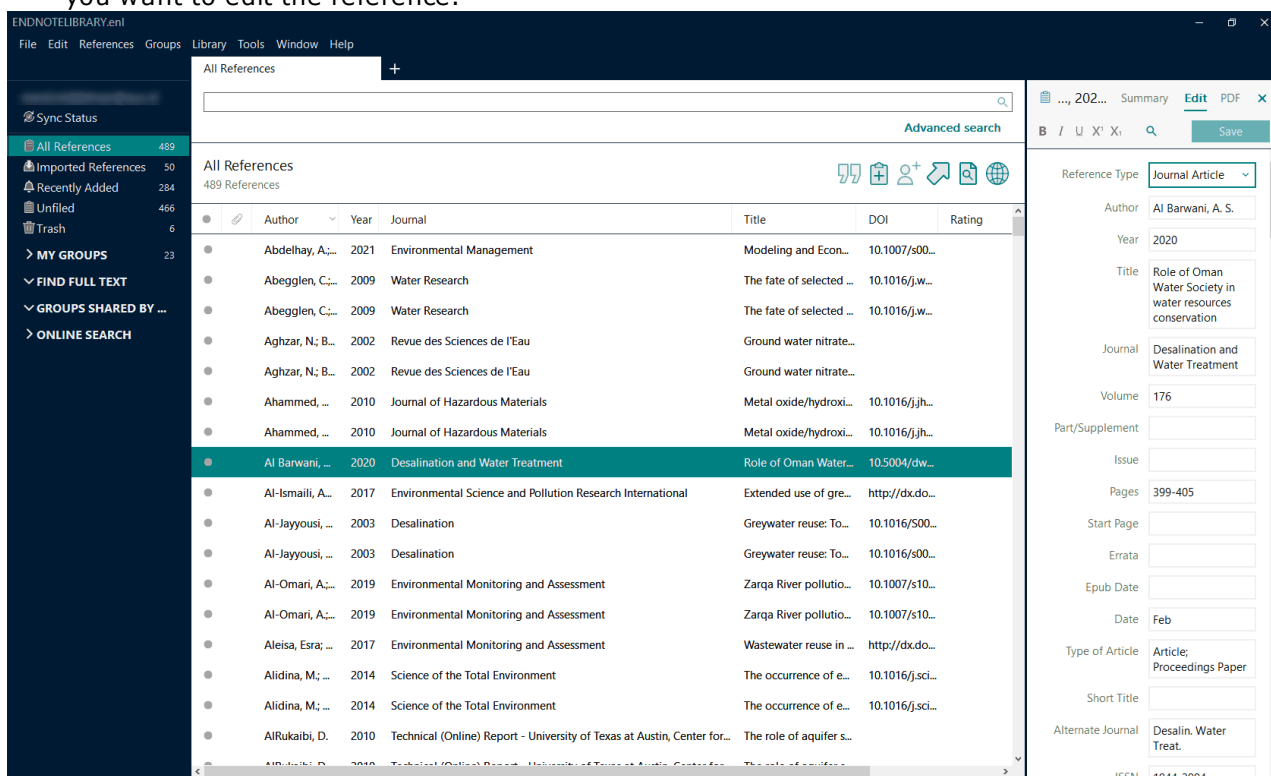 you want to edit the reference.
ENDNOTELIBRARY.enl
File Edit References Groups Library Tools Window Help
All References +
Sync Status
All References 489
Imported References 50
Recently Added 284
Unfiled 466
Trash 6
MY GROUPS 23
FIND FULL TEXT
GROUPS SHARED BY ...
ONLINE SEARCH
Advanced search
All References
489 References
Author Year Journal Title DOI Rating
Abdelhay, A.;... 2021 Environmental Management Modeling and Econ... 10.1007/s00...
Abegglen, C.;... 2009 Water Research The fate of selected ... 10.1016/j.w...
Abegglen, C.;... 2009 Water Research The fate of selected ... 10.1016/j.w...
Aghzar, N.; B... 2002 Revue des Sciences de l'Eau Ground water nitrate...
Aghzar, N.; B... 2002 Revue des Sciences de l'Eau Ground water nitrate...
Ahammed, ... 2010 Journal of Hazardous Materials Metal oxide/hydroxi... 10.1016/j.jh...
Ahammed, ... 2010 Journal of Hazardous Materials Metal oxide/hydroxi... 10.1016/j.jh...
Al Barwani, ... 2020 Desalination and Water Treatment Role of Oman Water... 10.5004/dw...
Al-Ismaili, A... 2017 Environmental Science and Pollution Research International Extended use of gre... http://dx.do...
Al-Jayyousi, ... 2003 Desalination Greywater reuse: To... 10.1016/S00...
Al-Jayyousi, ... 2003 Desalination Greywater reuse: To... 10.1016/s00...
Al-Omari, A.;... 2019 Environmental Monitoring and Assessment Zarqa River pollutio... 10.1007/s10...
Al-Omari, A.;... 2019 Environmental Monitoring and Assessment Zarqa River pollutio... 10.1007/s10...
Aleisa, Esra; ... 2017 Environmental Monitoring and Assessment Wastewater reuse in ... http://dx.do...
Alidina, M.; ... 2014 Science of the Total Environment The occurrence of e... 10.1016/j.sci...
Alidina, M.; ... 2014 Science of the Total Environment The occurrence of e... 10.1016/j.sci...
AlRukaibi, D. 2010 Technical (Online) Report - University of Texas at Austin, Center for... The role of aquifer s...
..., 202... Summary Edit PDF
B I U X¹ X₁ Save
Reference Type Journal Article
Author Al Barwani, A. S.
Year 2020
Title Role of Oman
Water Society in
water resources
conservation
Journal Desalination and
Water Treatment
Volume 176
Part/Supplement
Issue
Pages 399-405
Start Page
Errata
Epub Date
Date Feb
Type of Article Article;
Proceedings Paper
Short Title
Alternate Journal Desalin. Water
Treat.